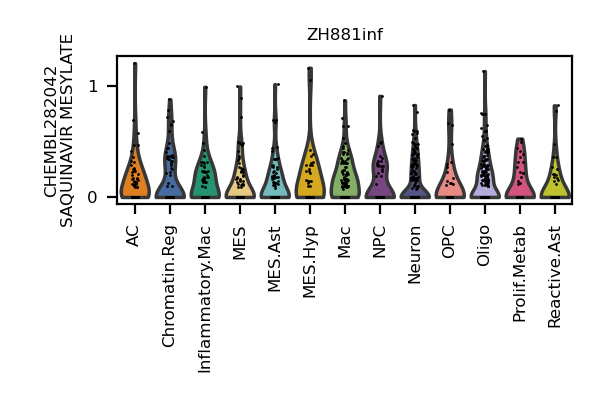 ZH881inf
CHEMBL282042
SAQUINAVIR MESYLATE
1
0
AC
Chromatin.Reg
Inflammatory.Mac
MES
MES.Ast
MES.Hyp
Mac
NPC
Neuron
OPC
Oligo
Prolif.Metab
Reactive.Ast